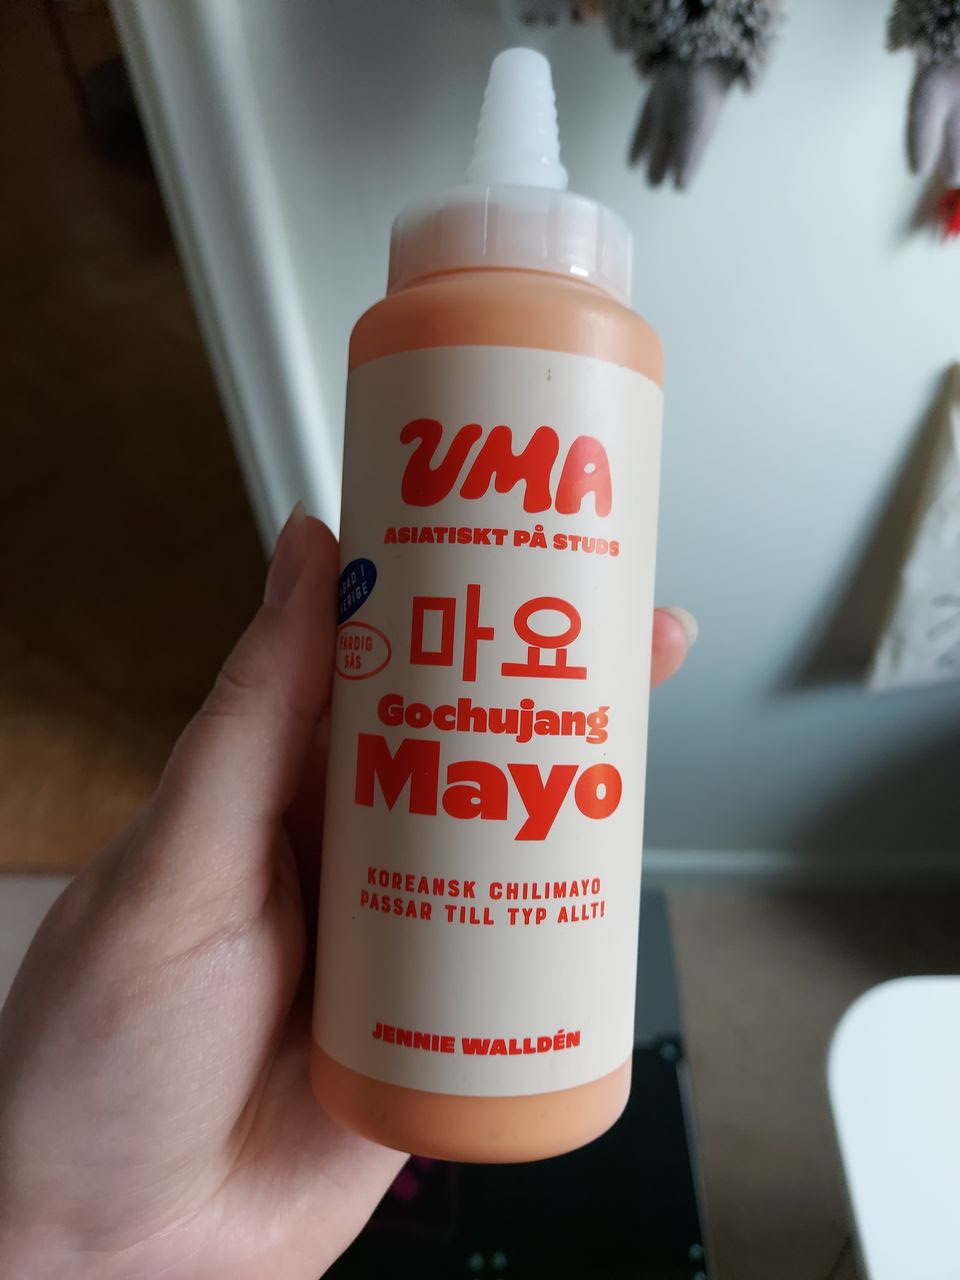 UMA
ASIATISKT PÅ STUDS
마요
FÄRDIG
SÅS
Gochujang
Mayo
KOREANSK CHILIMAYO
PASSAR TILL TYP ALLT!
JENNIE WALLDÉN